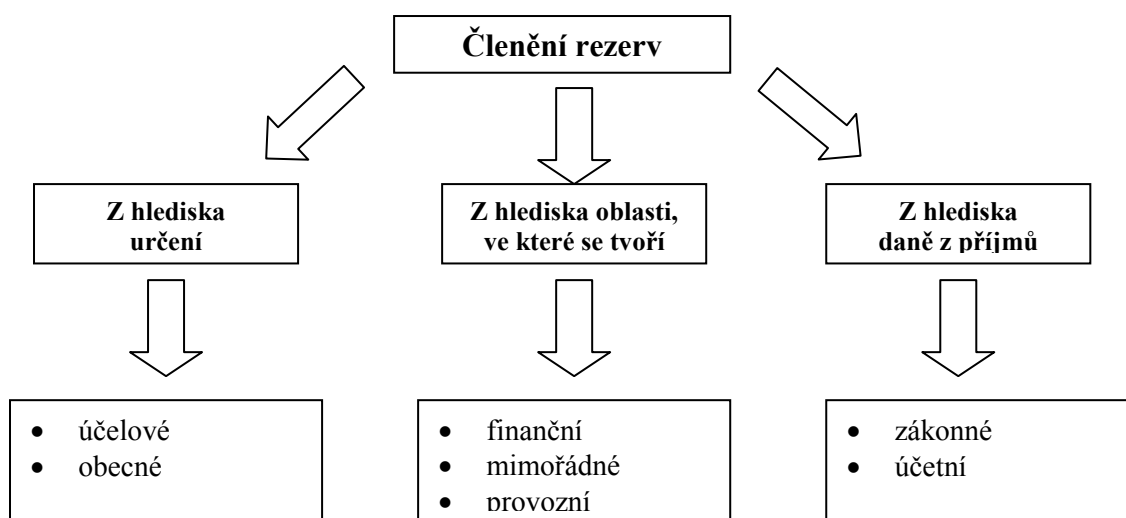 Členění rezerv
Z hlediska
určení
Z hlediska oblasti,
ve které se tvoří
Z hlediska
daně z příjmů
• účelové
• obecné
• finanční
• mimořádné
• provozní
• zákonné
• účetní